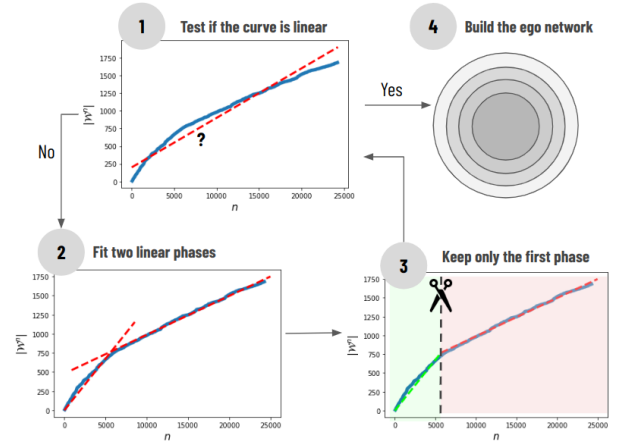 1 Test if the curve is linear
4 Build the ego network
1750
1500
1250
1000
750
500
250
0
|𝒲ⁿ|
?
0 5000 10000 15000 20000 25000
n
Yes
No
2 Fit two linear phases
1750
1500
1250
1000
750
500
250
0
|𝒲ⁿ|
0 5000 10000 15000 20000 25000
n
3 Keep only the first phase
1750
1500
1250
1000
750
500
250
0
|𝒲ⁿ|
0 5000 10000 15000 20000 25000
n